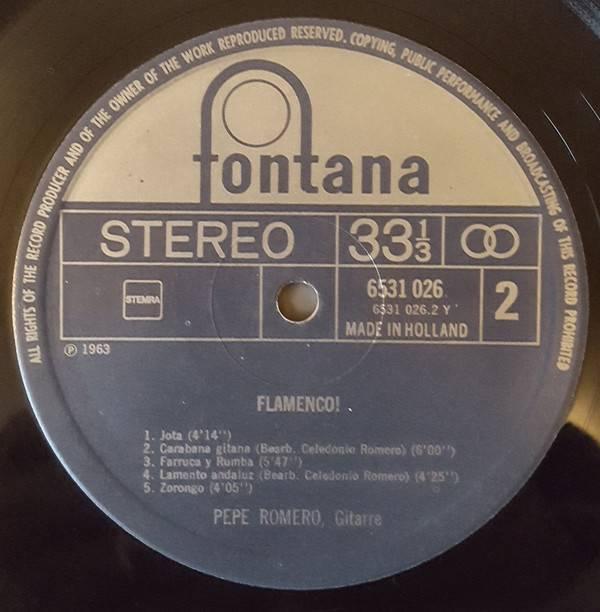 ALL RIGHTS OF THE RECORD PRODUCER AND OF THE OWNER OF THE WORK REPRODUCED RESERVED. COPYING, PUBLIC PERFORMANCE AND BROADCASTING OF THIS RECORD PROHIBITED
fontana
STEREO 33 1/3
STEMRA
6531 026
6531 026.2 Y
MADE IN HOLLAND
2
℗ 1963
FLAMENCO!
1. Jota (4'14'')
2. Carabana gitana (Bearb. Celedonio Romero) (6'00'')
3. Farruca y Rumba (5'47'')
4. Lamento andaluz (Bearb. Celedonio Romero) (4'25'')
5. Zorongo (4'05'')
PEPE ROMERO, Gitarre